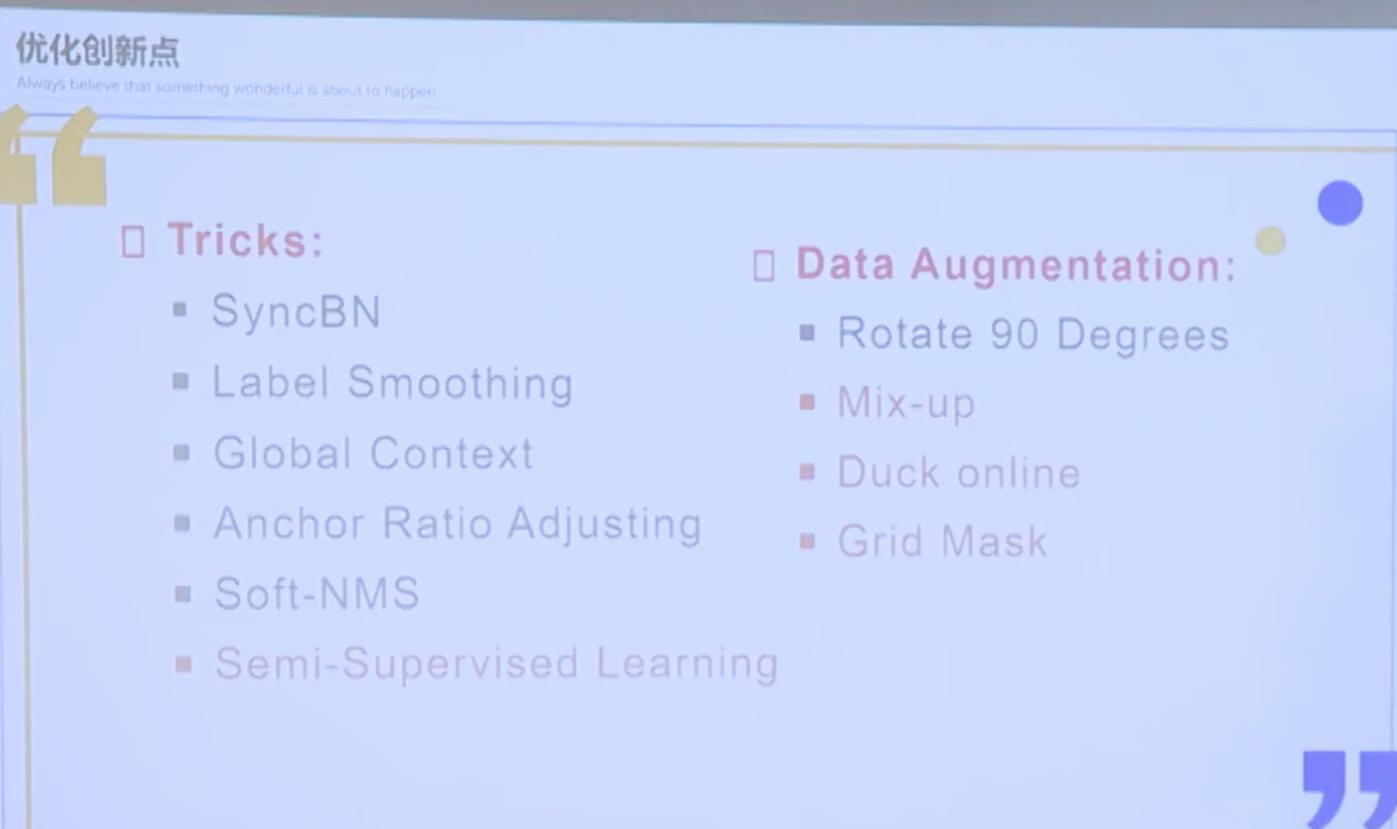 优化创新点
Always believe that something wonderful is about to happen
Tricks:
SyncBN
Label Smoothing
Global Context
Anchor Ratio Adjusting
Soft-NMS
Semi-Supervised Learning
Data Augmentation:
Rotate 90 Degrees
Mix-up
Duck online
Grid Mask